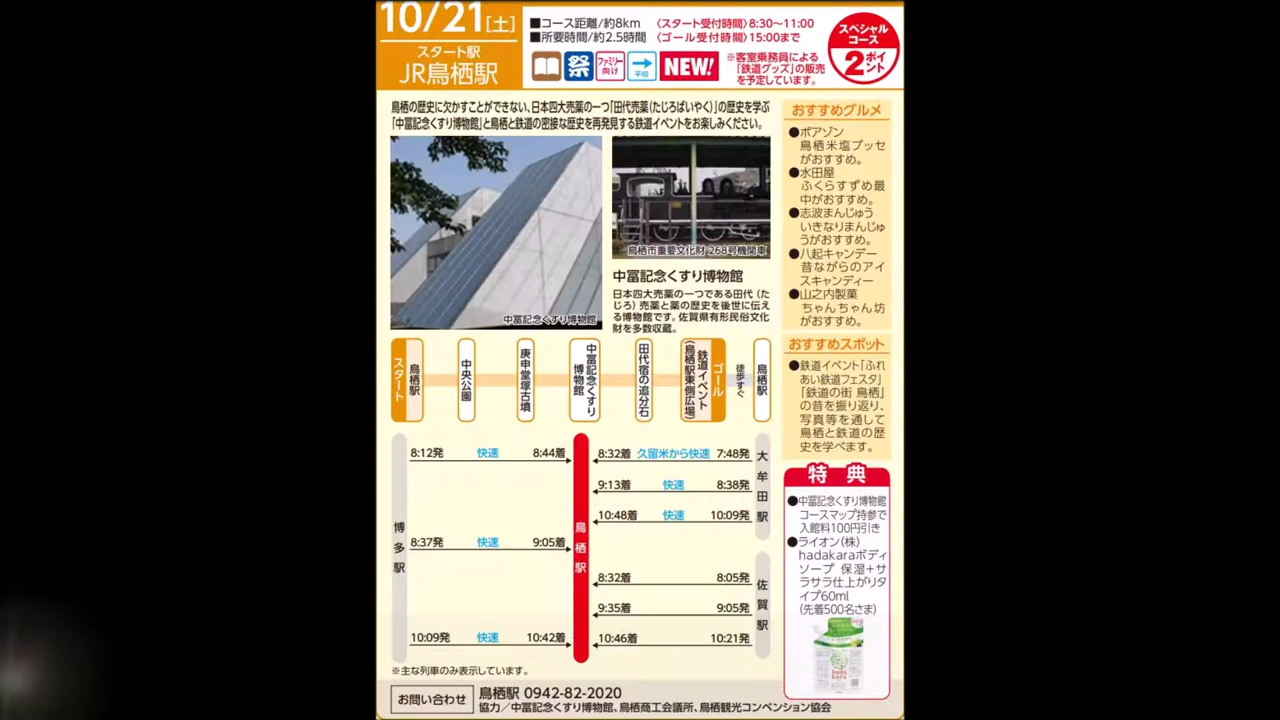 10/21[土]
スタート駅
JR鳥栖駅
■コース距離/約8km
〈スタート受付時間〉8:30~11:00
■所要時間/約2.5時間
〈ゴール受付時間〉15:00まで
祭
ファミリー
向け
平坦
NEW!
※客室乗務員による
「鉄道グッズ」の販売
を予定しています。
スペシャル
コース
2ポイント
鳥栖の歴史に欠かすことができない、日本四大売薬の一つ「田代売薬(たじろばいやく)」の歴史を学ぶ
「中冨記念くすり博物館」と鳥栖と鉄道の密接な歴史を再発見する鉄道イベントをお楽しみください。
中冨記念くすり博物館
鳥栖市重要文化財 268号機関車
中冨記念くすり博物館
日本四大売薬の一つである田代(た
じろ)売薬と薬の歴史を後世に伝え
る博物館です。佐賀県有形民俗文化
財を多数収蔵。
おすすめグルメ
●ボアゾン
鳥栖米塩ブッセ
がおすすめ。
●水田屋
ふくらすずめ最
中がおすすめ。
●志波まんじゅう
いきなりまんじゅ
うがおすすめ。
●八起キャンデー
昔ながらのアイ
スキャンディー
●山之内製菓
ちゃんちゃん坊
がおすすめ。
おすすめスポット
●鉄道イベント「ふれ
あい鉄道フェスタ」
「鉄道の街 鳥栖」
の昔を振り返り、
写真等を通して
鳥栖と鉄道の歴
史を学べます。
スタート
鳥栖駅
中央公園
庚申堂塚古墳
中冨記念くすり
博物館
田代宿の追分石
鉄道イベント
(鳥栖駅東側広場)
ゴール
徒歩すぐ
鳥栖駅
博多駅
8:12発 快速 8:44着
8:37発 快速 9:05着
10:09発 快速 10:42着
鳥栖駅
8:32着 久留米から快速 7:48発
9:13着 快速 8:38発
10:48着 快速 10:09発
大牟田駅
8:32着 8:05発
9:35着 9:05発
10:46着 10:21発
佐賀駅
※主な列車のみ表示しています。
特典
●中冨記念くすり博物館
コースマップ持参で
入館料100円引き
●ライオン(株)
hadakaraボディ
ソープ 保湿+サ
ラサラ仕上がりタ
イプ60ml
(先着500名さま)
お問い合わせ
鳥栖駅 0942-82-2020
協力/中冨記念くすり博物館、鳥栖商工会議所、鳥栖観光コンベンション協会